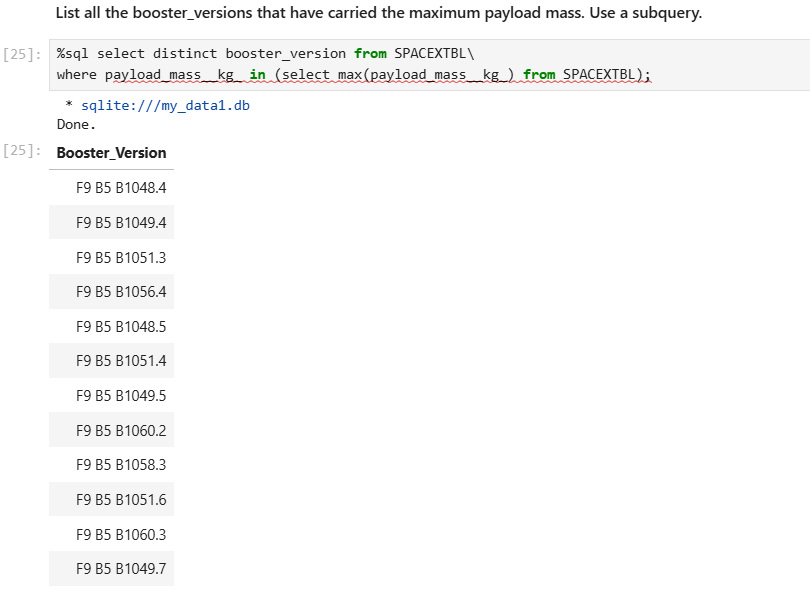 List all the booster_versions that have carried the maximum payload mass. Use a subquery.
[25]: %sql select distinct booster_version from SPACEXTBL\
where payload_mass__kg_ in (select max(payload_mass__kg_) from SPACEXTBL);
* sqlite:///my_data1.db
Done.
[25]: Booster_Version
F9 B5 B1048.4
F9 B5 B1049.4
F9 B5 B1051.3
F9 B5 B1056.4
F9 B5 B1048.5
F9 B5 B1051.4
F9 B5 B1049.5
F9 B5 B1060.2
F9 B5 B1058.3
F9 B5 B1051.6
F9 B5 B1060.3
F9 B5 B1049.7